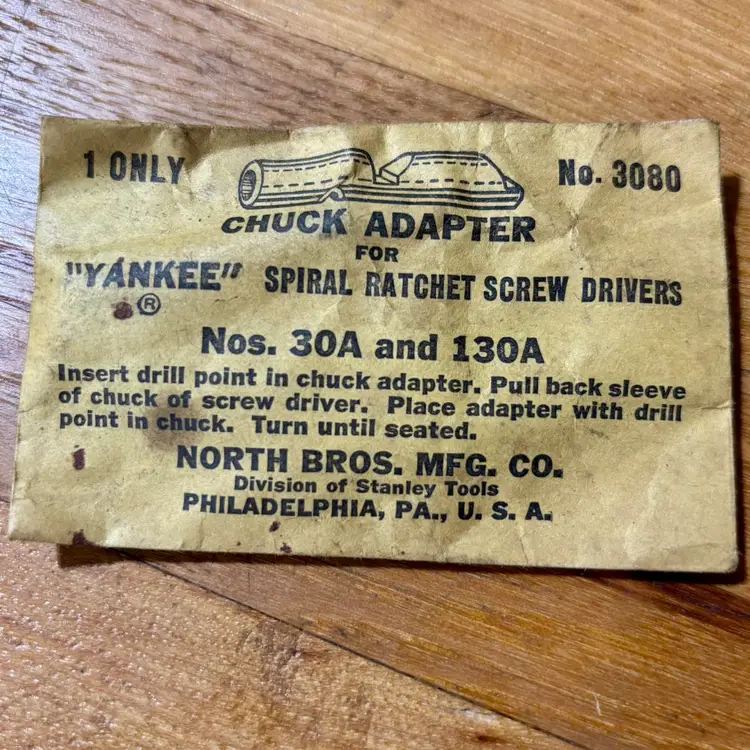 1 ONLY
No. 3080
CHUCK ADAPTER
FOR
"YANKEE" SPIRAL RATCHET SCREW DRIVERS
®
Nos. 30A and 130A
Insert drill point in chuck adapter. Pull back sleeve
of chuck of screw driver. Place adapter with drill
point in chuck. Turn until seated.
NORTH BROS. MFG. CO.
Division of Stanley Tools
PHILADELPHIA, PA., U. S. A.